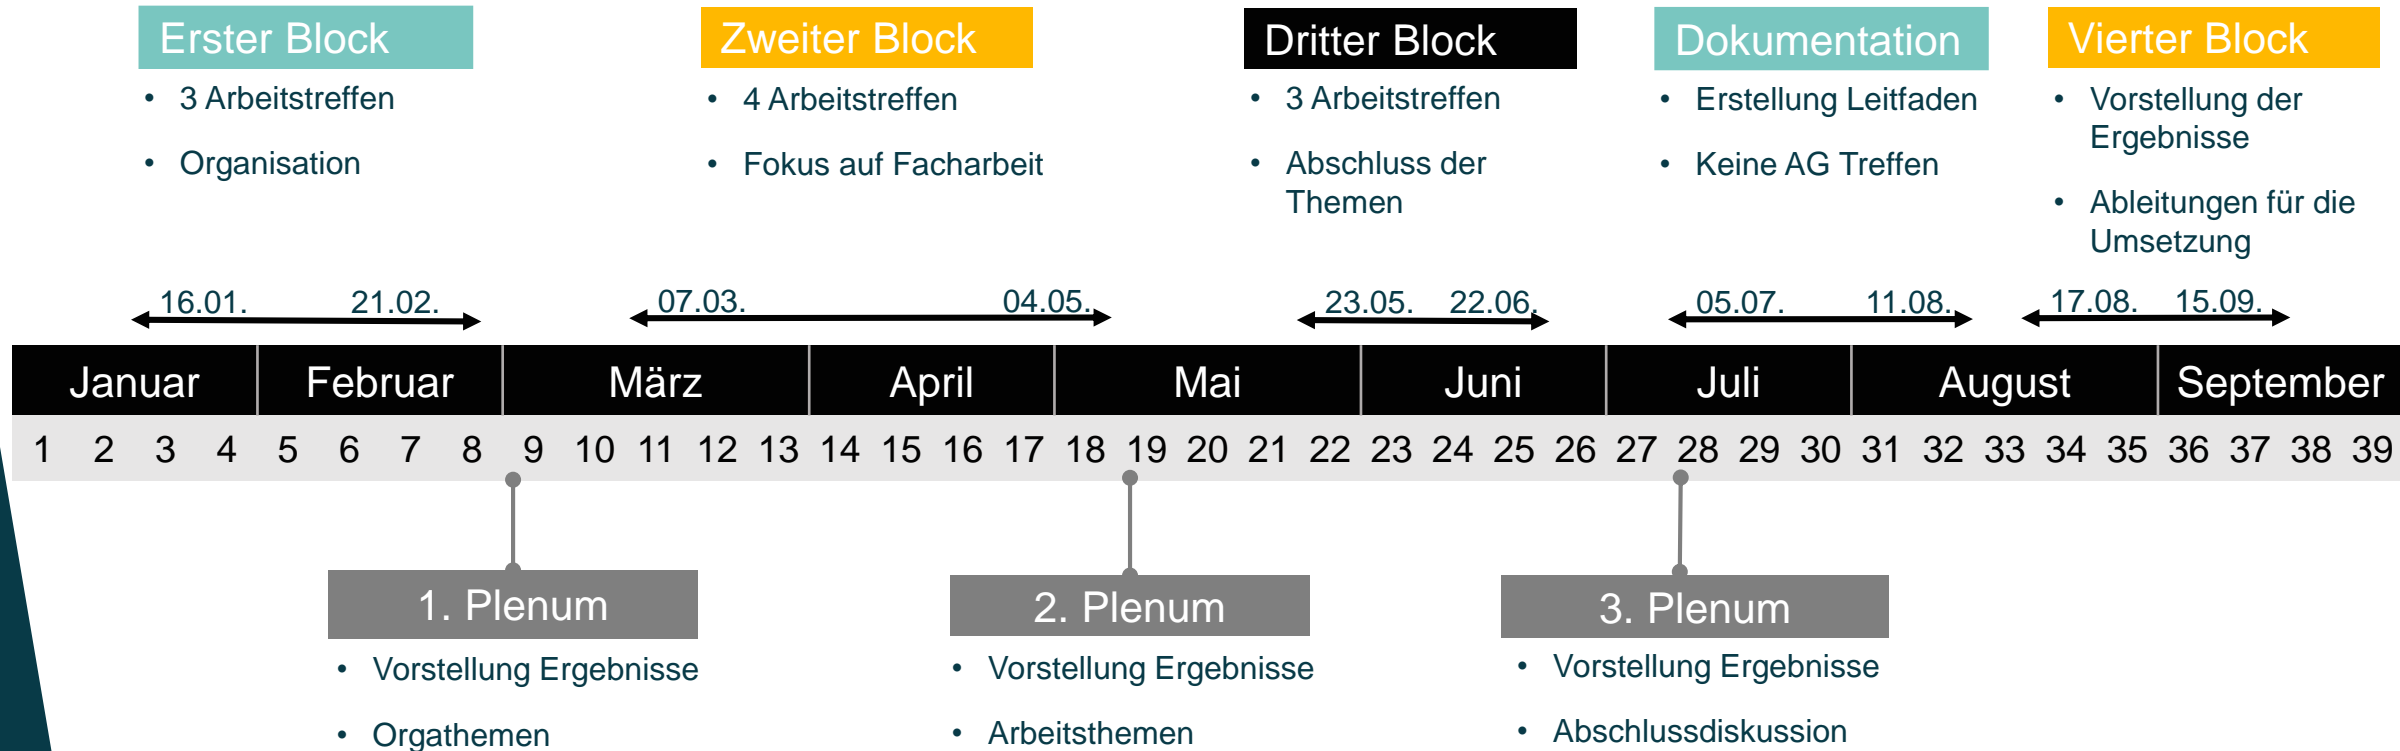 Erster Block
• 3 Arbeitstreffen
• Organisation
Zweiter Block
• 4 Arbeitstreffen
• Fokus auf Facharbeit
Dritter Block
• 3 Arbeitstreffen
• Abschluss der
Themen
Dokumentation
• Erstellung Leitfaden
• Keine AG Treffen
Vierter Block
• Vorstellung der
Ergebnisse
• Ableitungen für die
Umsetzung
16.01. 21.02. 07.03. 04.05. 23.05. 22.06. 05.07. 11.08. 17.08. 15.09.
Januar Februar März April Mai Juni Juli August September
1 2 3 4 5 6 7 8 9 10 11 12 13 14 15 16 17 18 19 20 21 22 23 24 25 26 27 28 29 30 31 32 33 34 35 36 37 38 39
1. Plenum
• Vorstellung Ergebnisse
• Orgathemen
2. Plenum
• Vorstellung Ergebnisse
• Arbeitsthemen
3. Plenum
• Vorstellung Ergebnisse
• Abschlussdiskussion